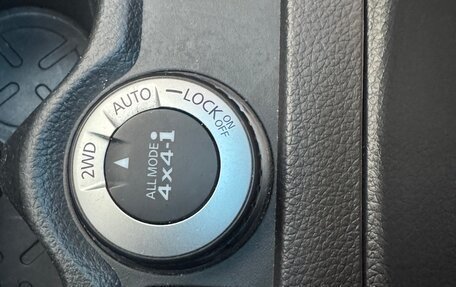 2WD
AUTO
LOCK
ON
OFF
ALL MODE
4x4-i